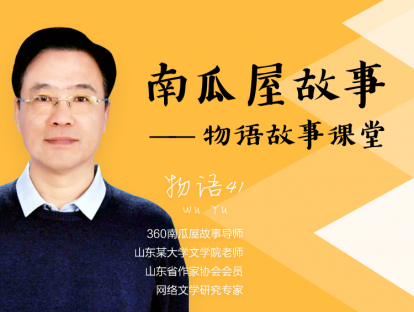 南瓜屋故事
——物语故事课堂
物语41
WU YU
360南瓜屋故事导师
山东某大学文学院老师
山东省作家协会会员
网络文学研究专家